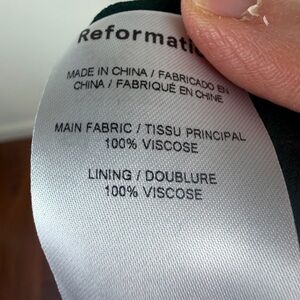 Reformati
MADE IN CHINA / FABRICADO EN
CHINA / FABRIQUÉ EN CHINE
MAIN FABRIC / TISSU PRINCIPAL
100% VISCOSE
LINING / DOUBLURE
100% VISCOSE